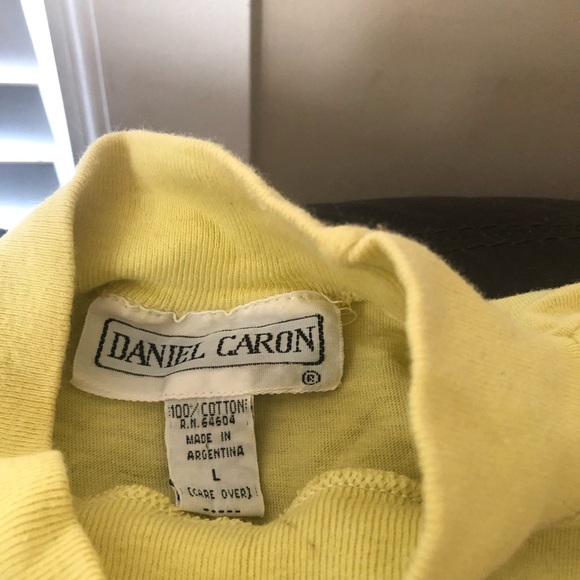 DANIEL CARON
®
100% COTTON
R.N. 64604
MADE IN
ARGENTINA
L
[CARE OVER]